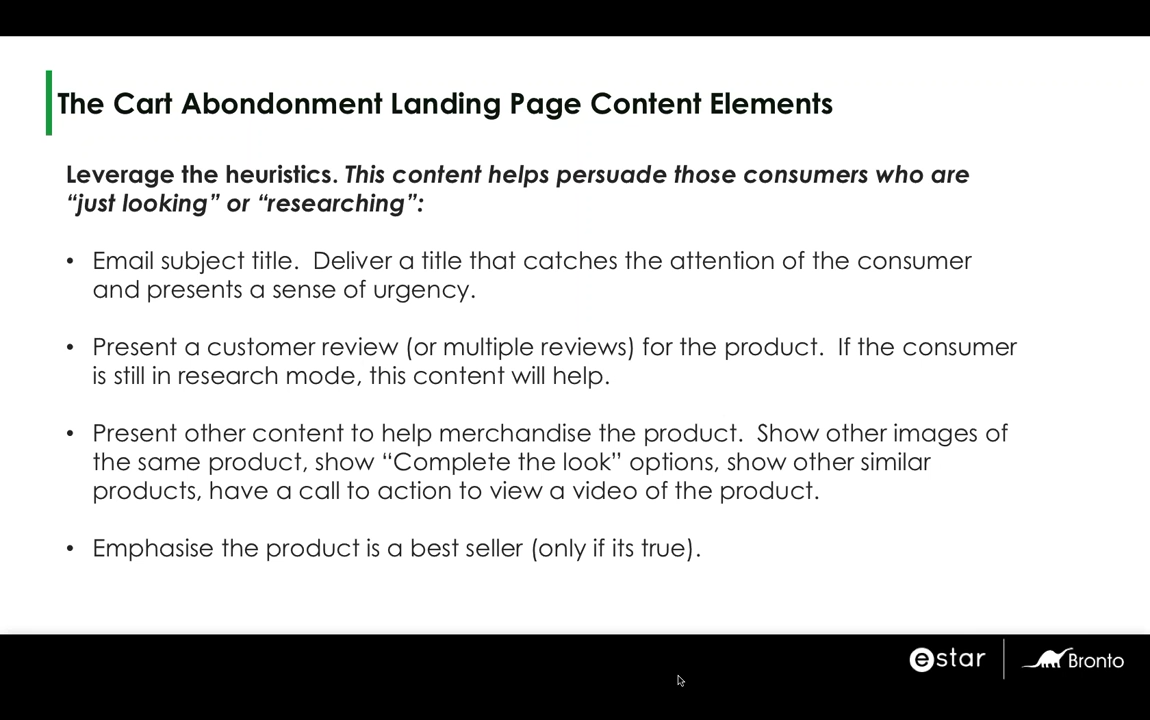 The Cart Abondonment Landing Page Content Elements
Leverage the heuristics. This content helps persuade those consumers who are
“just looking” or “researching”:
• Email subject title.  Deliver a title that catches the attention of the consumer
and presents a sense of urgency.
• Present a customer review (or multiple reviews) for the product.  If the consumer
is still in research mode, this content will help.
• Present other content to help merchandise the product.  Show other images of
the same product, show “Complete the look” options, show other similar
products, have a call to action to view a video of the product.
• Emphasise the product is a best seller (only if its true).
estar | Bronto